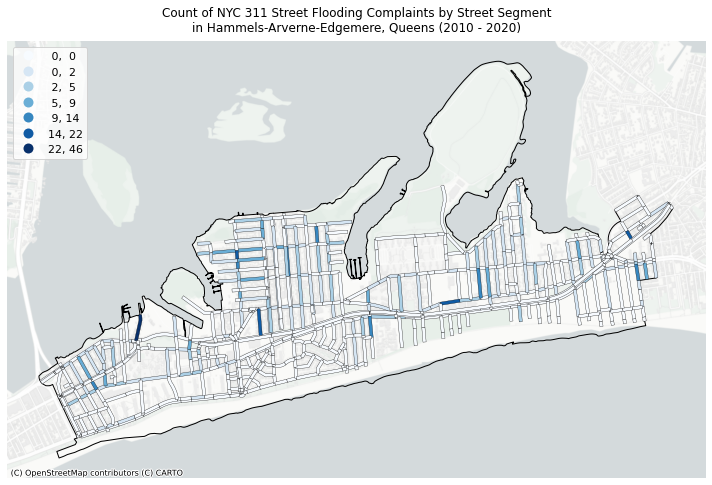 Count of NYC 311 Street Flooding Complaints by Street Segment
in Hammels-Arverne-Edgemere, Queens (2010 - 2020)
0, 0
0, 2
2, 5
5, 9
9, 14
14, 22
22, 46
(C) OpenStreetMap contributors (C) CARTO